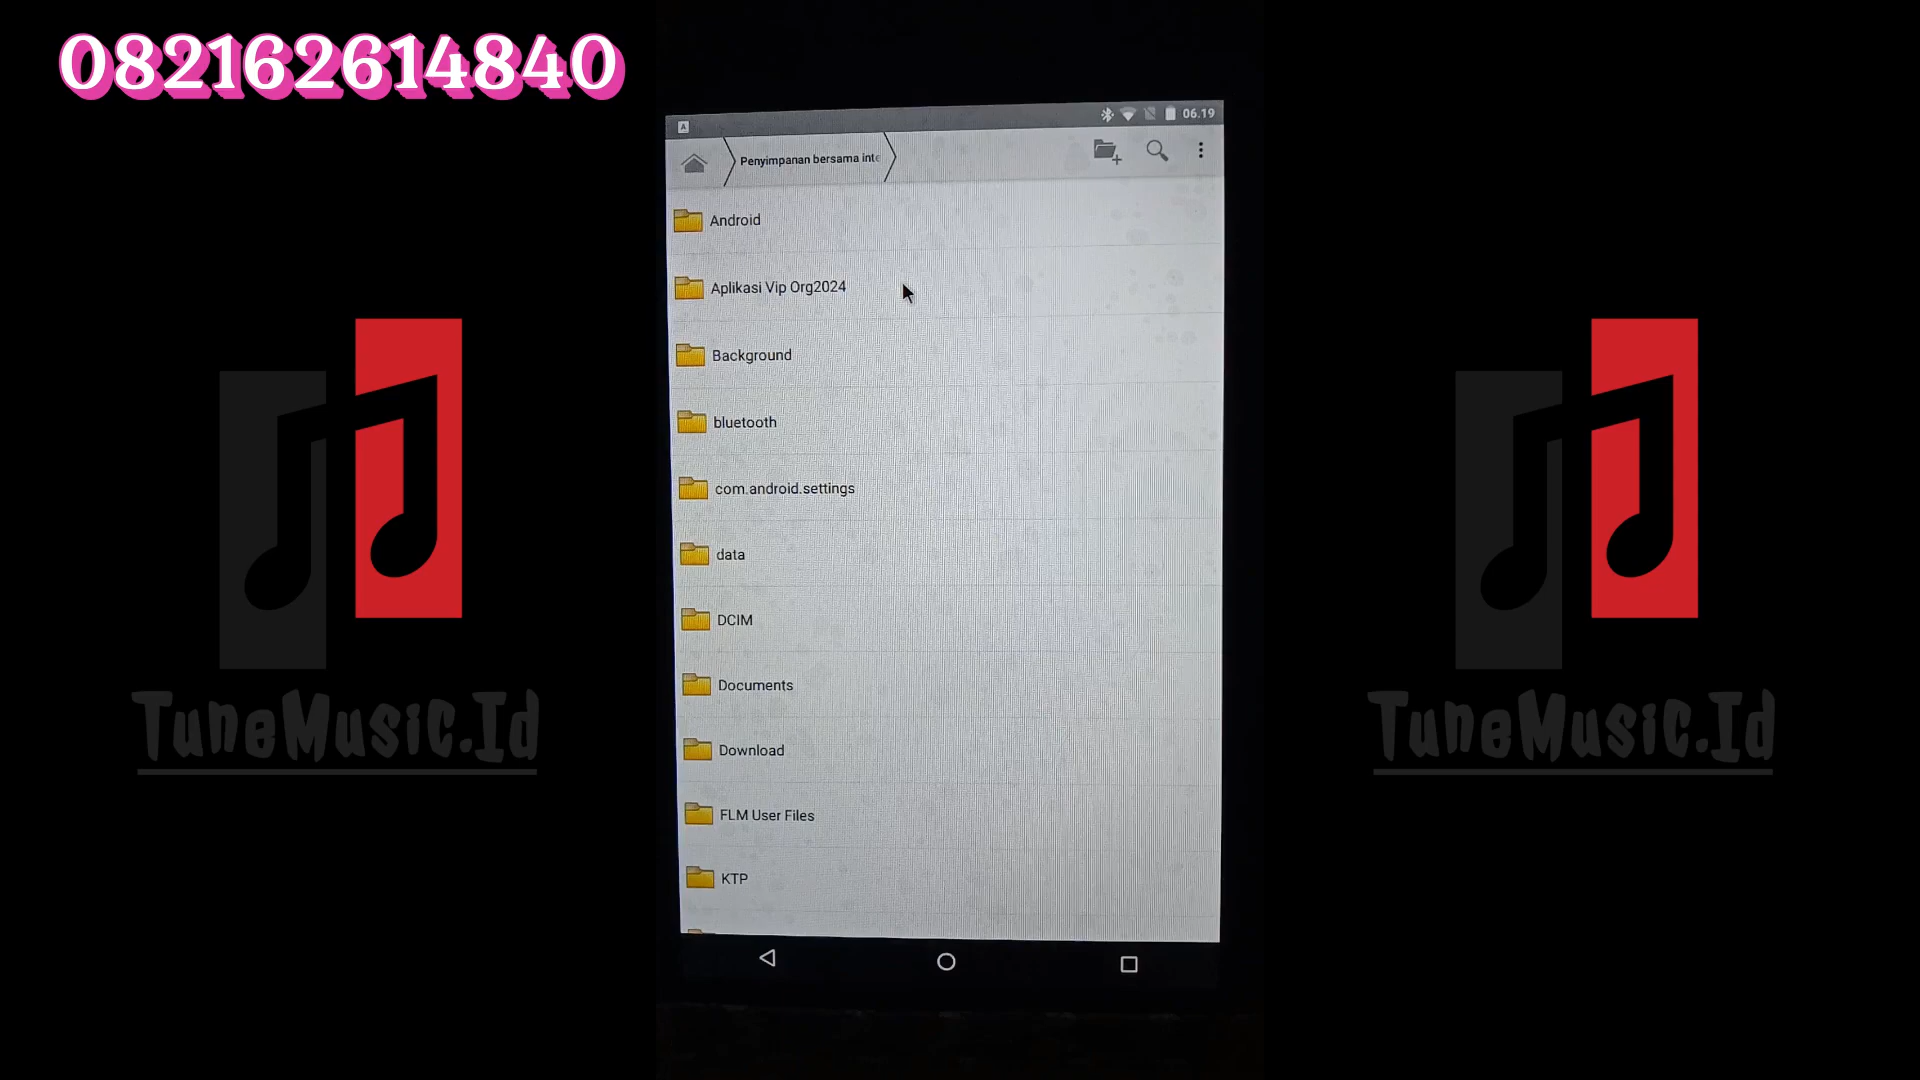 082162614840
06.19
Penyimpanan bersama inte
Android
Aplikasi Vip Org2024
Background
bluetooth
com.android.settings
data
DCIM
Documents
Download
FLM User Files
KTP
TuneMusic.Id
TuneMusic.Id